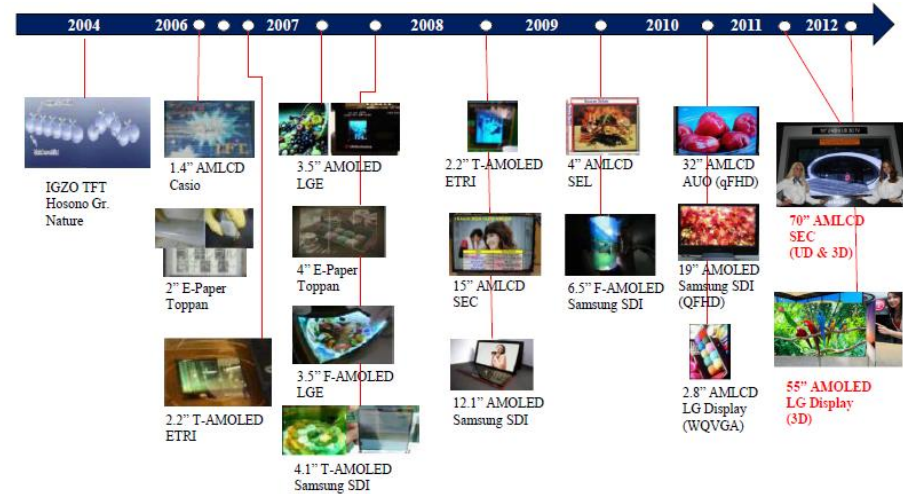 2004
2006
2007
2008
2009
2010
2011
2012
IGZO TFT
Hosono Gr.
Nature
1.4” AMLCD
Casio
2” E-Paper
Toppan
2.2” T-AMOLED
ETRI
3.5” AMOLED
LGE
4” E-Paper
Toppan
3.5” F-AMOLED
LGE
4.1” T-AMOLED
Samsung SDI
2.2” T-AMOLED
ETRI
15” AMLCD
SEC
12.1” AMOLED
Samsung SDI
4” AMLCD
SEL
6.5” F-AMOLED
Samsung SDI
32” AMLCD
AUO (qFHD)
19” AMOLED
Samsung SDI
(QFHD)
2.8” AMLCD
LG Display
(WQVGA)
70” AMLCD
SEC
(UD & 3D)
55” AMOLED
LG Display
(3D)